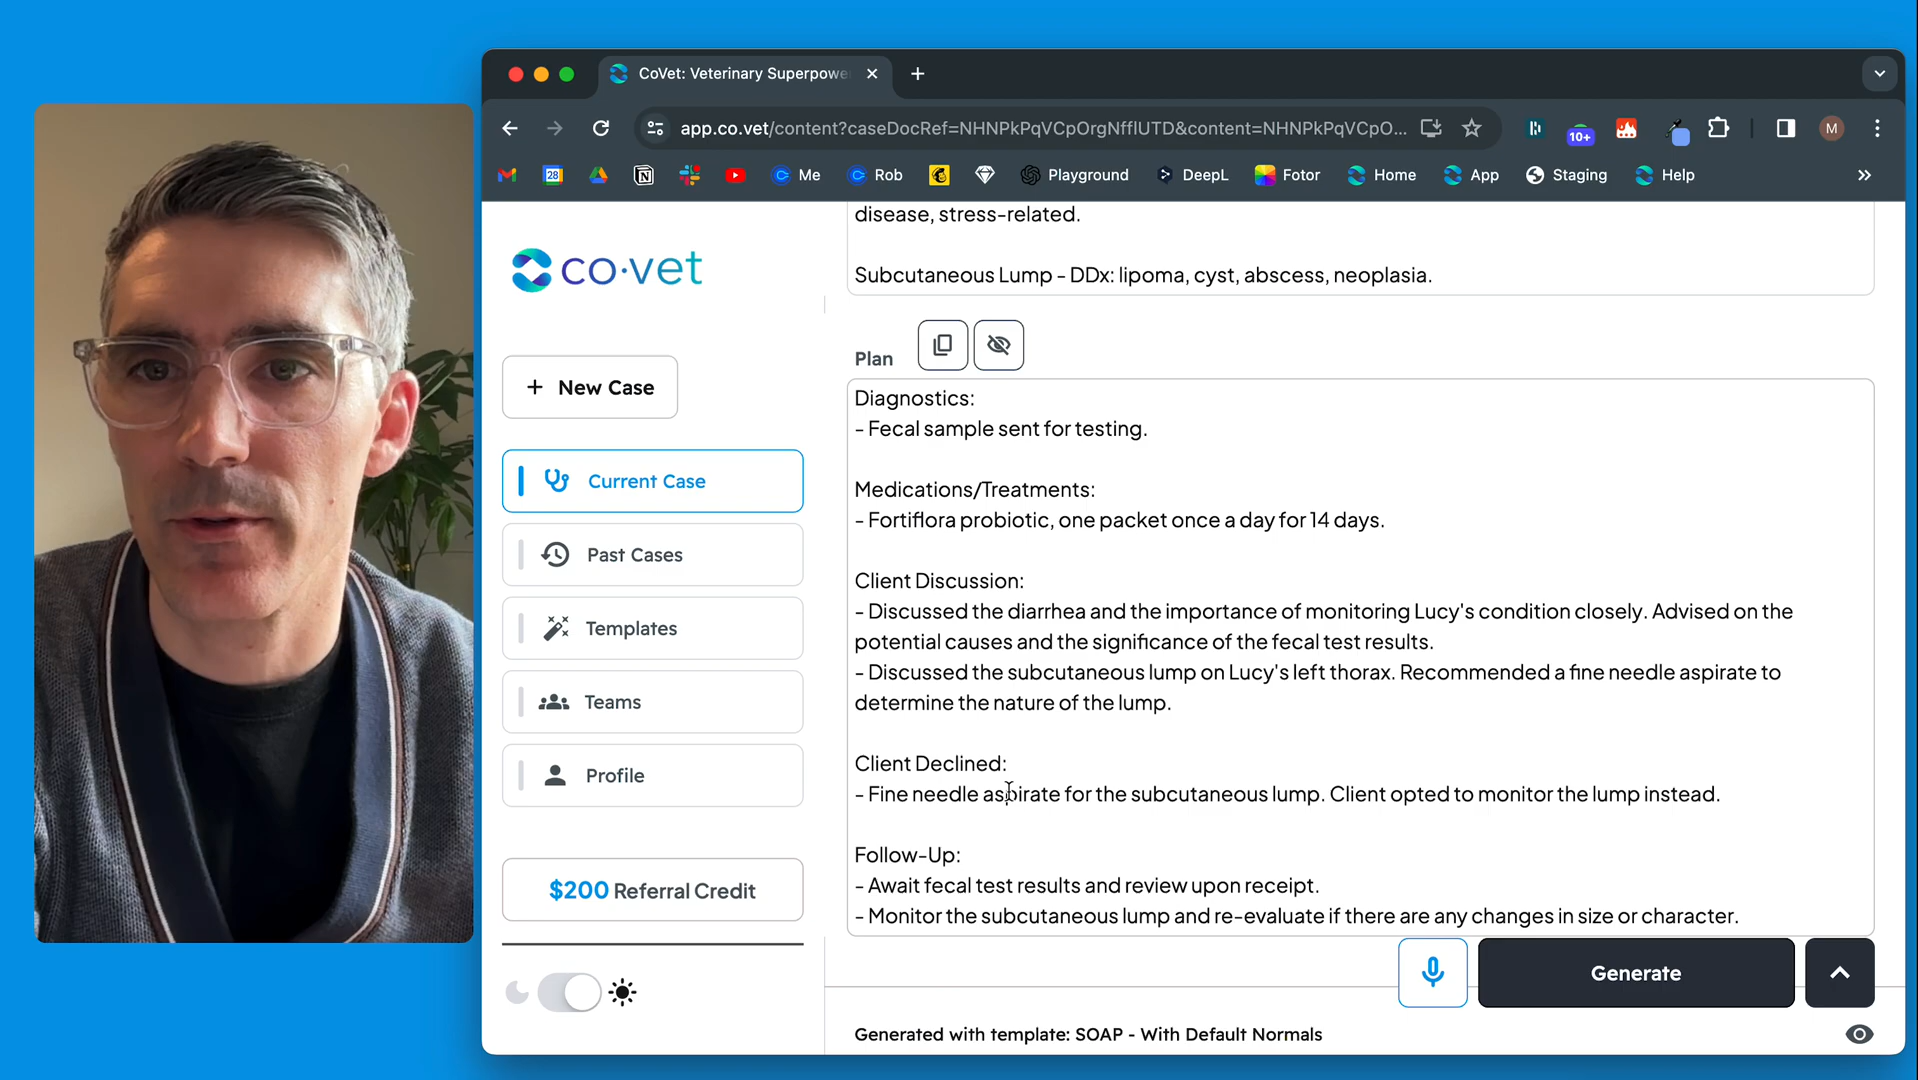 CoVet: Veterinary Superpowe
app.co.vet/content?caseDocRef=NHNPkPqVCpOrgNfflUTD&content=NHNPkPqVCpO...
10+
M
28
Me
Rob
Playground
DeepL
Fotor
Home
App
Staging
Help
co·vet
New Case
Current Case
Past Cases
Templates
Teams
Profile
$200 Referral Credit
disease, stress-related.
Subcutaneous Lump - DDx: lipoma, cyst, abscess, neoplasia.
Plan
Diagnostics:
- Fecal sample sent for testing.
Medications/Treatments:
- Fortiflora probiotic, one packet once a day for 14 days.
Client Discussion:
- Discussed the diarrhea and the importance of monitoring Lucy's condition closely. Advised on the
potential causes and the significance of the fecal test results.
- Discussed the subcutaneous lump on Lucy's left thorax. Recommended a fine needle aspirate to
determine the nature of the lump.
Client Declined:
- Fine needle aspirate for the subcutaneous lump. Client opted to monitor the lump instead.
Follow-Up:
- Await fecal test results and review upon receipt.
- Monitor the subcutaneous lump and re-evaluate if there are any changes in size or character.
Generate
Generated with template: SOAP - With Default Normals